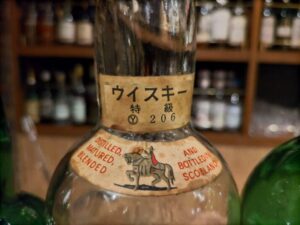 ウイスキー
特級
Ⓨ 206
DISTILLED,
MATURED,
BLENDED
AND
BOTTLED IN
SCOTLAND